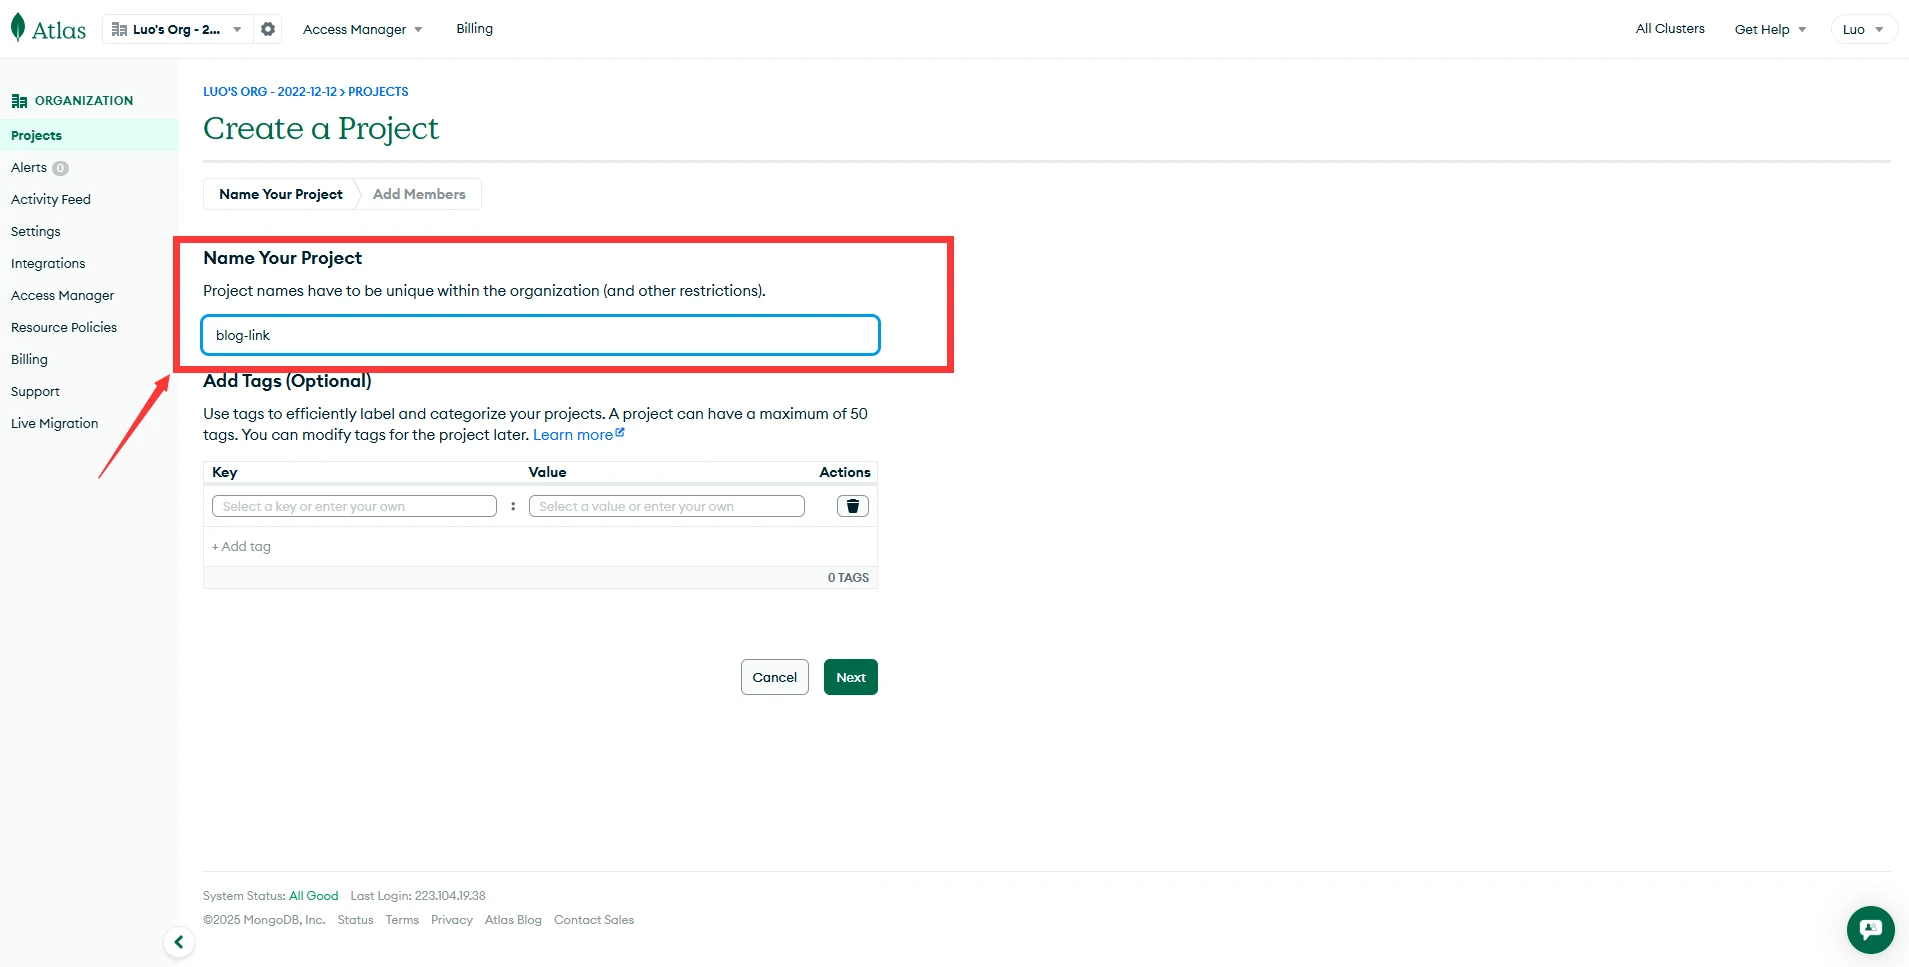 Atlas
Luo's Org - 2...
Access Manager
Billing
All Clusters
Get Help
Luo
ORGANIZATION
Projects
Alerts 0
Activity Feed
Settings
Integrations
Access Manager
Resource Policies
Billing
Support
Live Migration
LUO'S ORG - 2022-12-12 > PROJECTS
Create a Project
Name Your Project
Add Members
Name Your Project
Project names have to be unique within the organization (and other restrictions).
blog-link
Add Tags (Optional)
Use tags to efficiently label and categorize your projects. A project can have a maximum of 50
tags. You can modify tags for the project later. Learn more
Key Value Actions
Select a key or enter your own : Select a value or enter your own
+ Add tag
0 TAGS
Cancel
Next
System Status: All Good Last Login: 223.104.19.38
©2025 MongoDB, Inc. Status Terms Privacy Atlas Blog Contact Sales